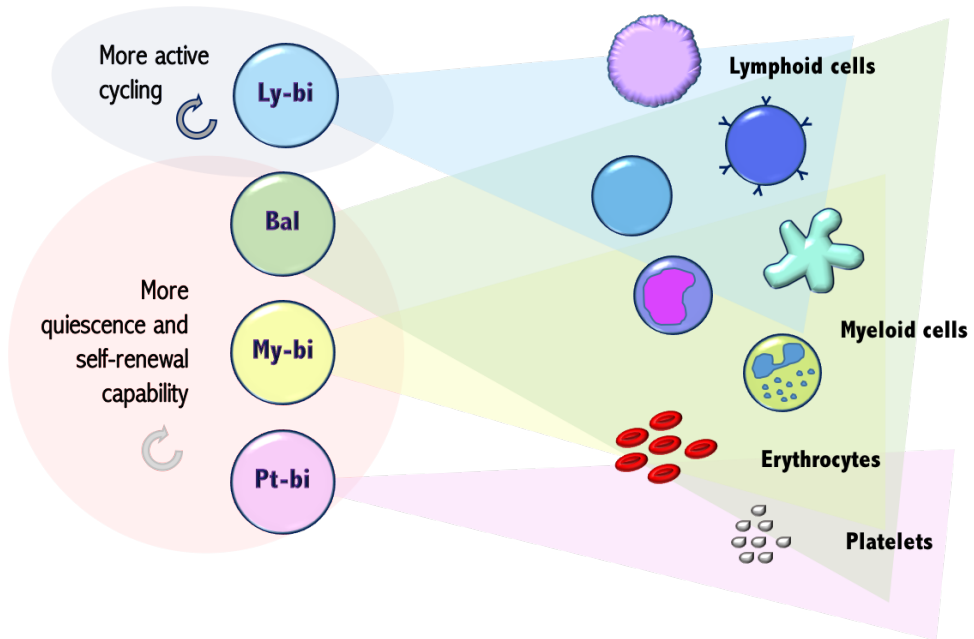 More active
cycling
Ly-bi
Bal
More
quiescence and
self-renewal
capability
My-bi
Pt-bi
Lymphoid cells
Myeloid cells
Erythrocytes
Platelets